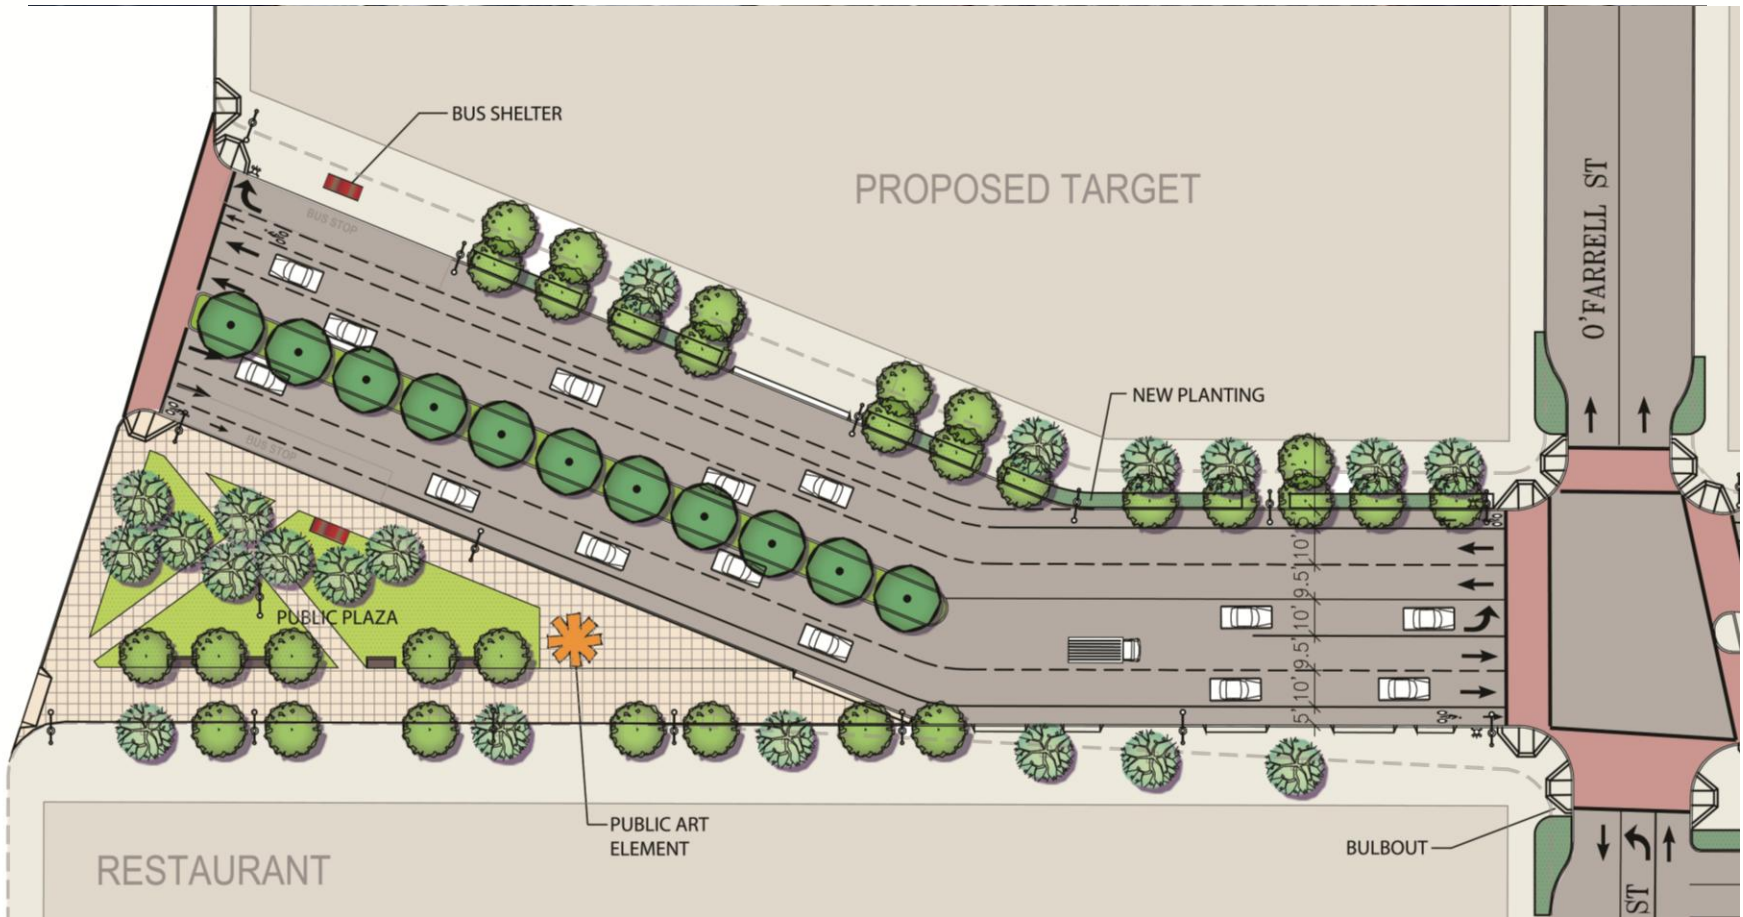 BUS SHELTER
PROPOSED TARGET
O'FARRELL ST
BUS STOP
NEW PLANTING
BUS STOP
10'
9.5'
10'
9.5'
10'
5'
PUBLIC PLAZA
PUBLIC ART
ELEMENT
BULBOUT
RESTAURANT
ST